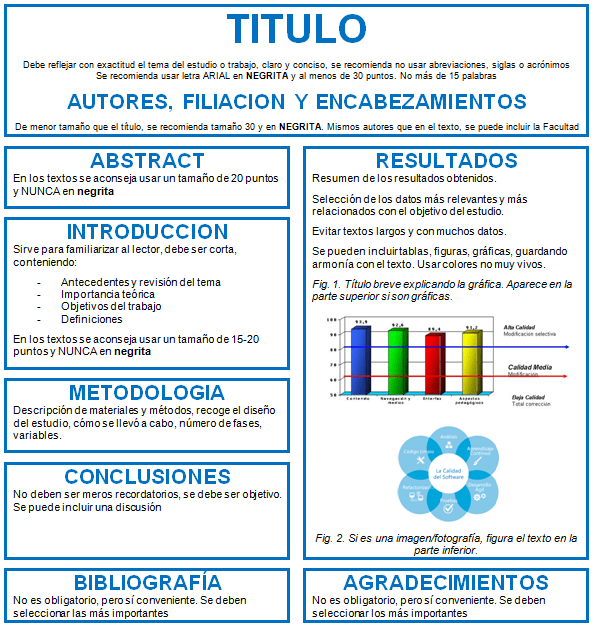 TITULO
Debe reflejar con exactitud el tema del estudio o trabajo, claro y conciso, se recomienda no usar abreviaciones, siglas o acrónimos
Se recomienda usar letra ARIAL en NEGRITA y al menos de 30 puntos. No más de 15 palabras
AUTORES, FILIACION Y ENCABEZAMIENTOS
De menor tamaño que el título, se recomienda tamaño 30 y en NEGRITA. Mismos autores que en el texto, se puede incluir la Facultad
ABSTRACT
En los textos se aconseja usar un tamaño de 20 puntos
y NUNCA en negrita
INTRODUCCION
Sirve para familiarizar al lector, debe ser corta,
conteniendo:
- Antecedentes y revisión del tema
- Importancia teórica
- Objetivos del trabajo
- Definiciones
En los textos se aconseja usar un tamaño de 15-20
puntos y NUNCA en negrita
METODOLOGIA
Descripción de materiales y métodos, recoge el diseño
del estudio, cómo se llevó a cabo, número de fases,
variables.
CONCLUSIONES
No deben ser meros recordatorios, se debe ser objetivo.
Se puede incluir una discusión
BIBLIOGRAFÍA
No es obligatorio, pero sí conveniente. Se deben
seleccionar las más importantes
RESULTADOS
Resumen de los resultados obtenidos.
Selección de los datos más relevantes y más
relacionados con el objetivo del estudio.
Evitar textos largos y con muchos datos.
Se pueden incluir tablas, figuras, gráficas, guardando
armonía con el texto. Usar colores no muy vivos.
Fig. 1. Título breve explicando la gráfica. Aparece en la
parte superior si son gráficas.
100
90
80
70
60
50
93,8
92,6
89,4
93,2
Contenido
Navegación y
medios
Interfaz
Aspectos
pedagógicos
Alta Calidad
Modificación selectiva
Calidad Media
Modificación
Baja Calidad
Total corrección
Análisis
Aprendizaje
Continuo
Desarrollo
Ágil
Pruebas
Código limpio
La Calidad
del Software
Fig. 2. Si es una imagen/fotografía, figura el texto en la
parte inferior.
AGRADECIMIENTOS
No es obligatorio, pero sí conveniente. Se deben
seleccionar los más importantes